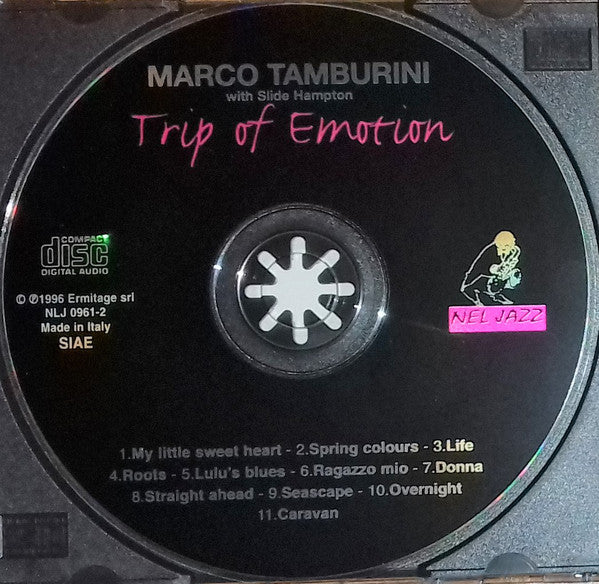 MARCO TAMBURINI
with Slide Hampton
Trip of Emotion
COMPACT
disc
DIGITAL AUDIO
© ℗1996 Ermitage srl
NLJ 0961-2
Made in Italy
SIAE
NEL JAZZ
1.My little sweet heart - 2.Spring colours - 3.Life
4.Roots - 5.Lulu's blues - 6.Ragazzo mio - 7.Donna
8.Straight ahead - 9.Seascape - 10.Overnight
11.Caravan